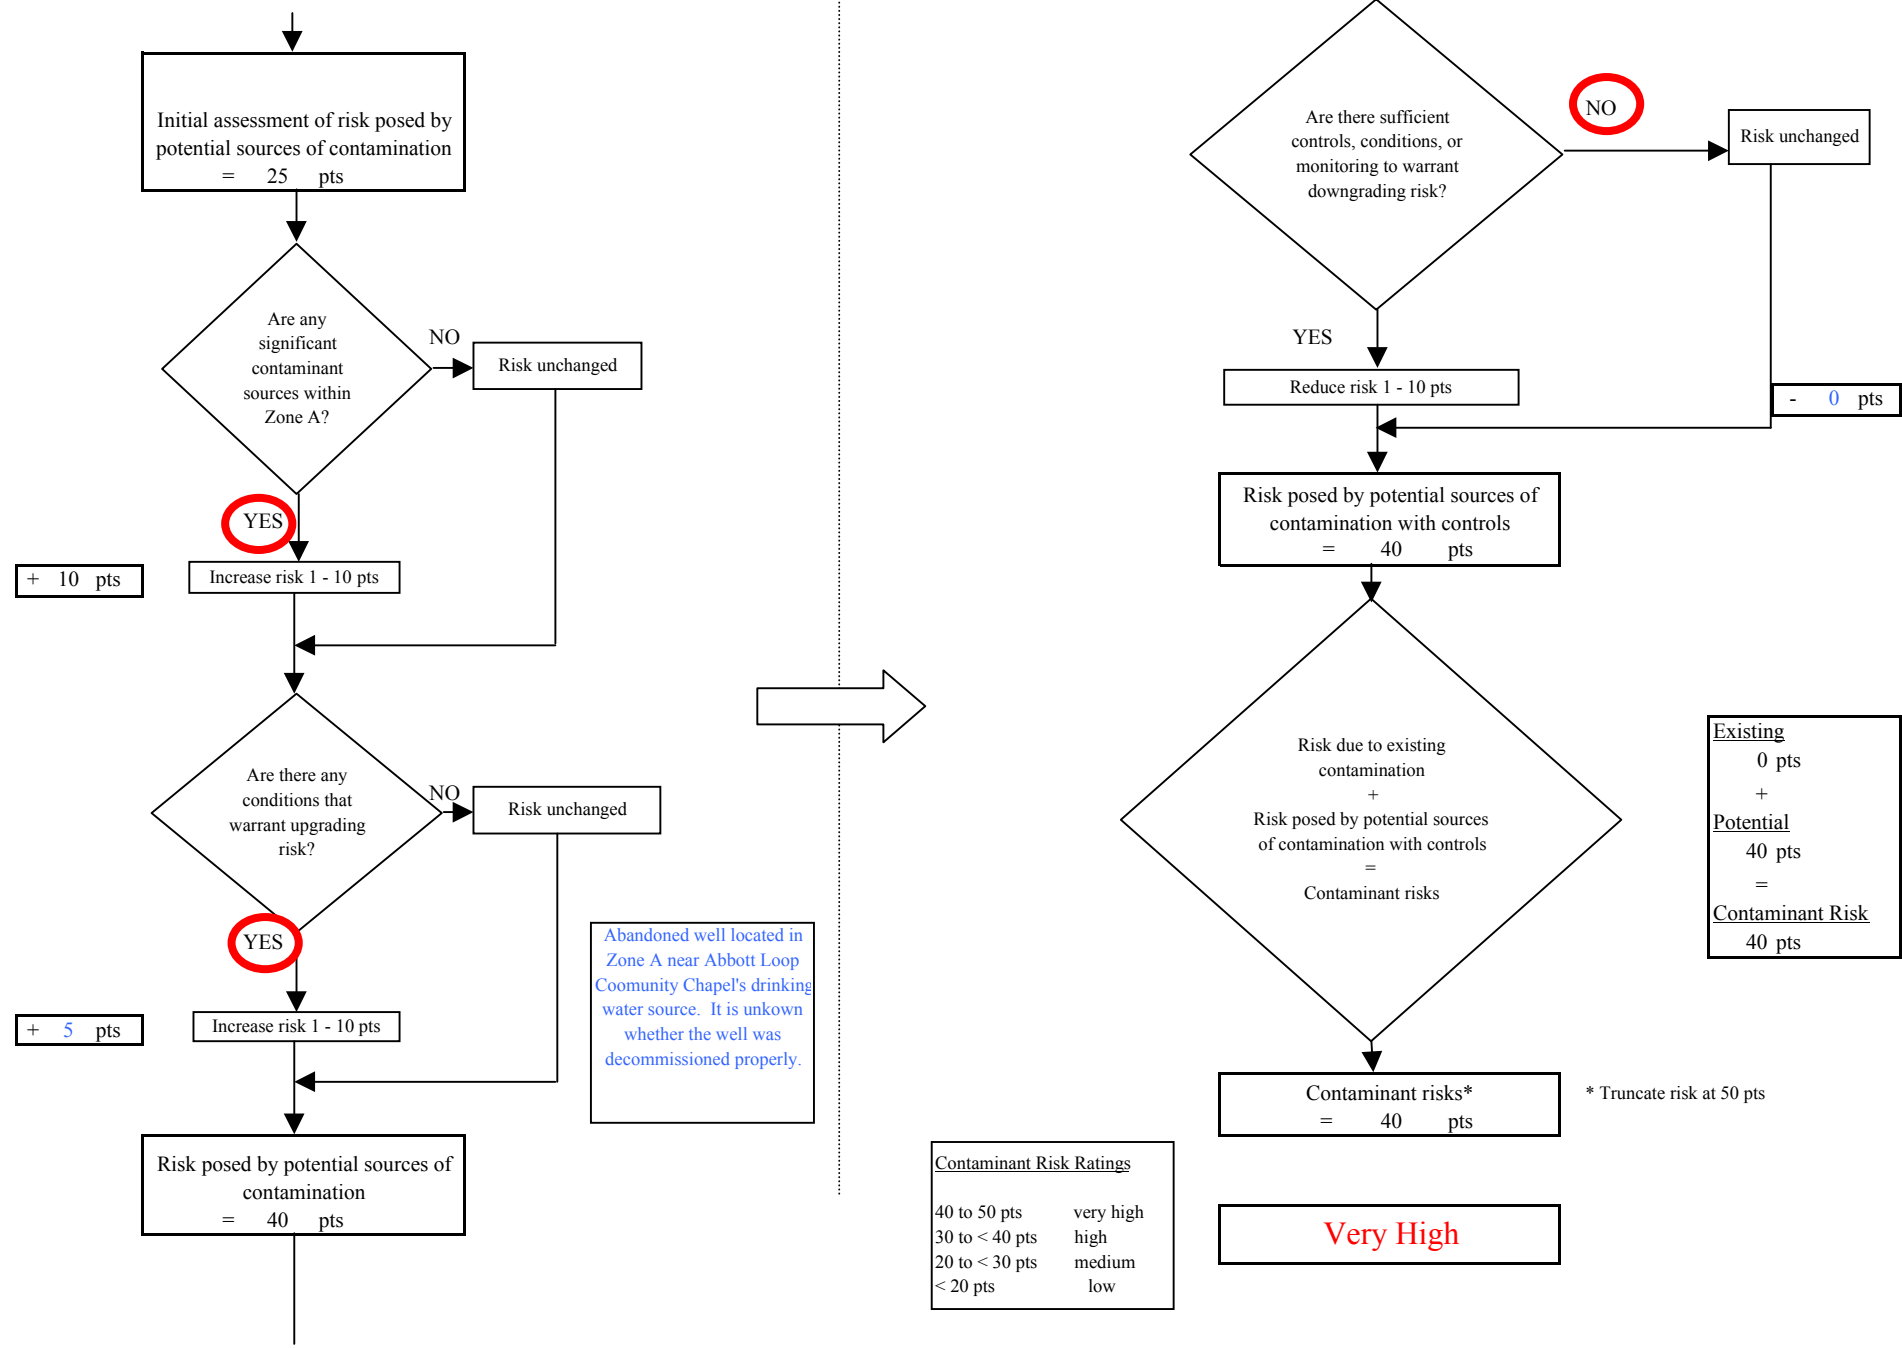 Initial assessment of risk posed by
potential sources of contamination
= 25 pts
Are any
significant
contaminant
sources within
Zone A?
NO
Risk unchanged
YES
+ 10 pts
Increase risk 1 - 10 pts
Are there any
conditions that
warrant upgrading
risk?
NO
Risk unchanged
YES
Abandoned well located in
Zone A near Abbott Loop
Coomunity Chapel's drinking
water source. It is unkown
whether the well was
decommissioned properly.
+ 5 pts
Increase risk 1 - 10 pts
Risk posed by potential sources of
contamination
= 40 pts
Are there sufficient
controls, conditions, or
monitoring to warrant
downgrading risk?
NO
Risk unchanged
YES
Reduce risk 1 - 10 pts
- 0 pts
Risk posed by potential sources of
contamination with controls
= 40 pts
Risk due to existing
contamination
+
Risk posed by potential sources
of contamination with controls
=
Contaminant risks
Existing
0 pts
+
Potential
40 pts
=
Contaminant Risk
40 pts
Contaminant risks*
= 40 pts
* Truncate risk at 50 pts
Contaminant Risk Ratings
40 to 50 pts very high
30 to < 40 pts high
20 to < 30 pts medium
< 20 pts low
Very High